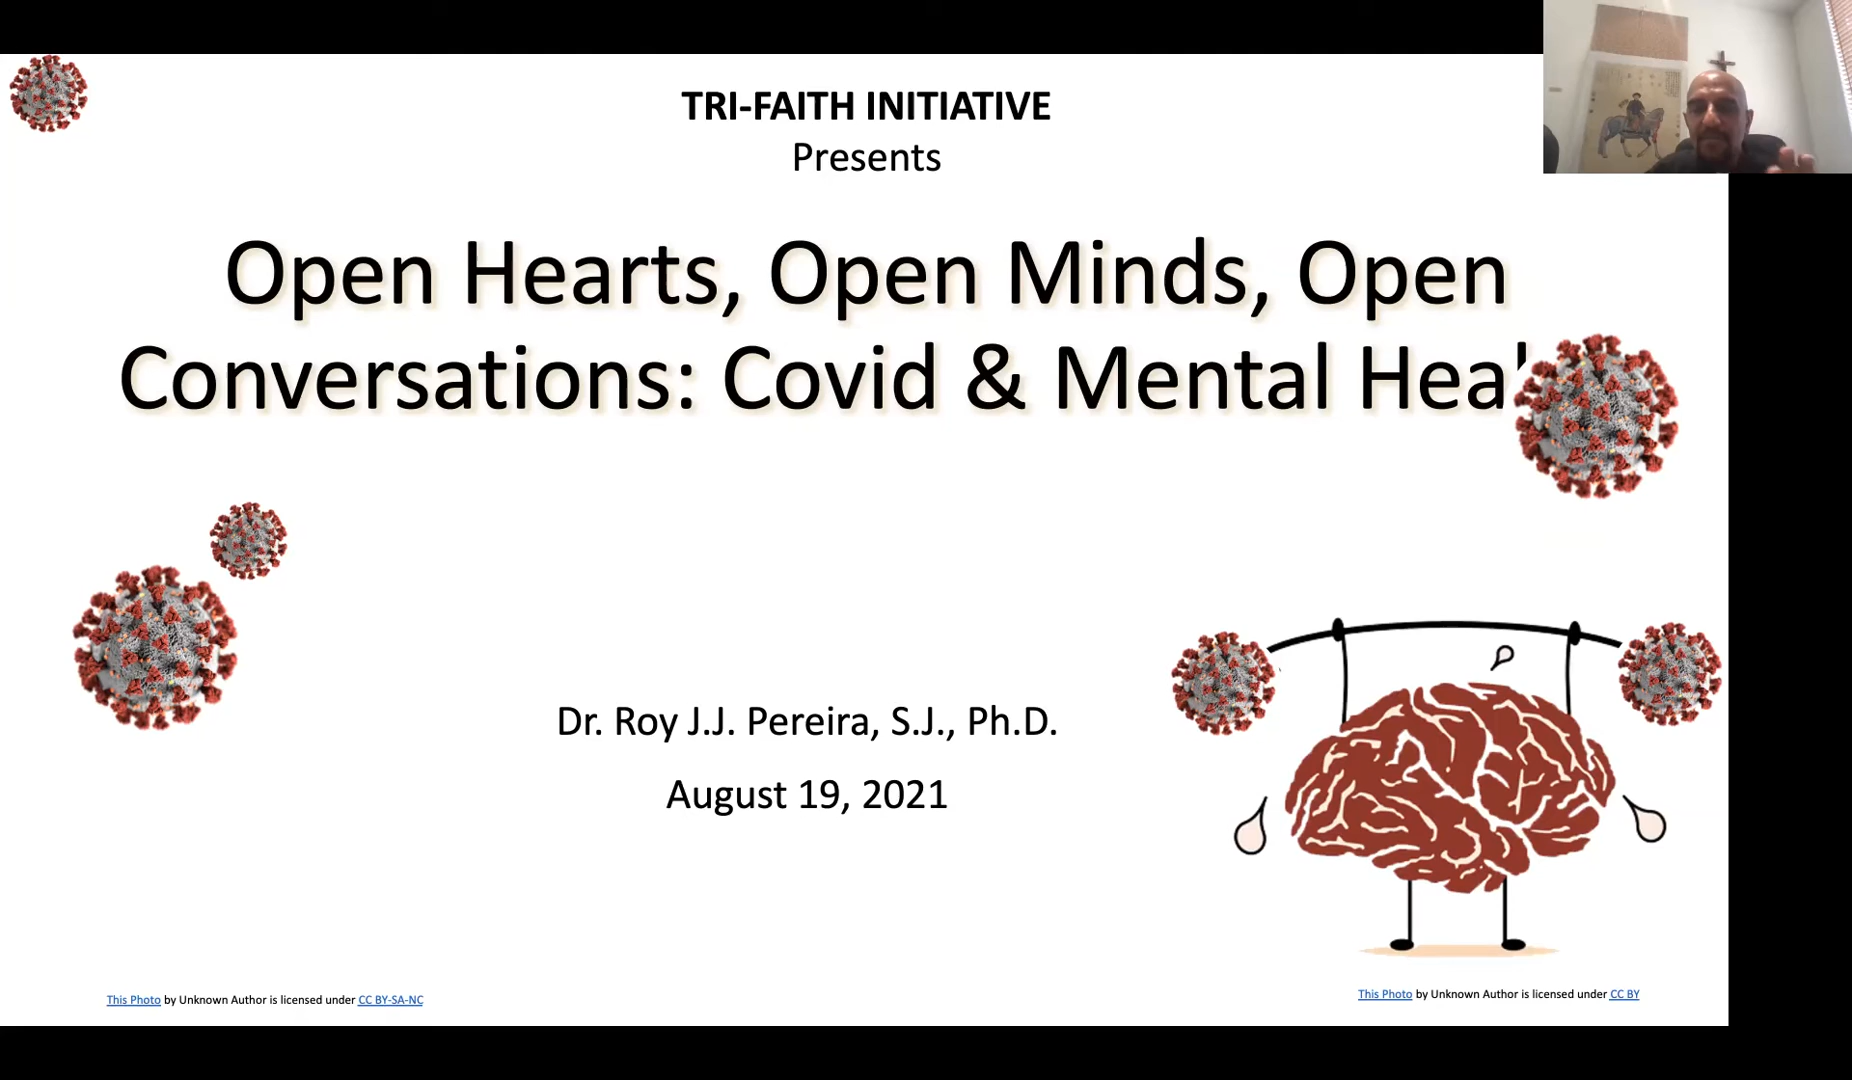 TRI-FAITH INITIATIVE
Presents
Open Hearts, Open Minds, Open
Conversations: Covid & Mental Heal
Dr. Roy J.J. Pereira, S.J., Ph.D.
August 19, 2021
This Photo by Unknown Author is licensed under CC BY-SA-NC
This Photo by Unknown Author is licensed under CC BY